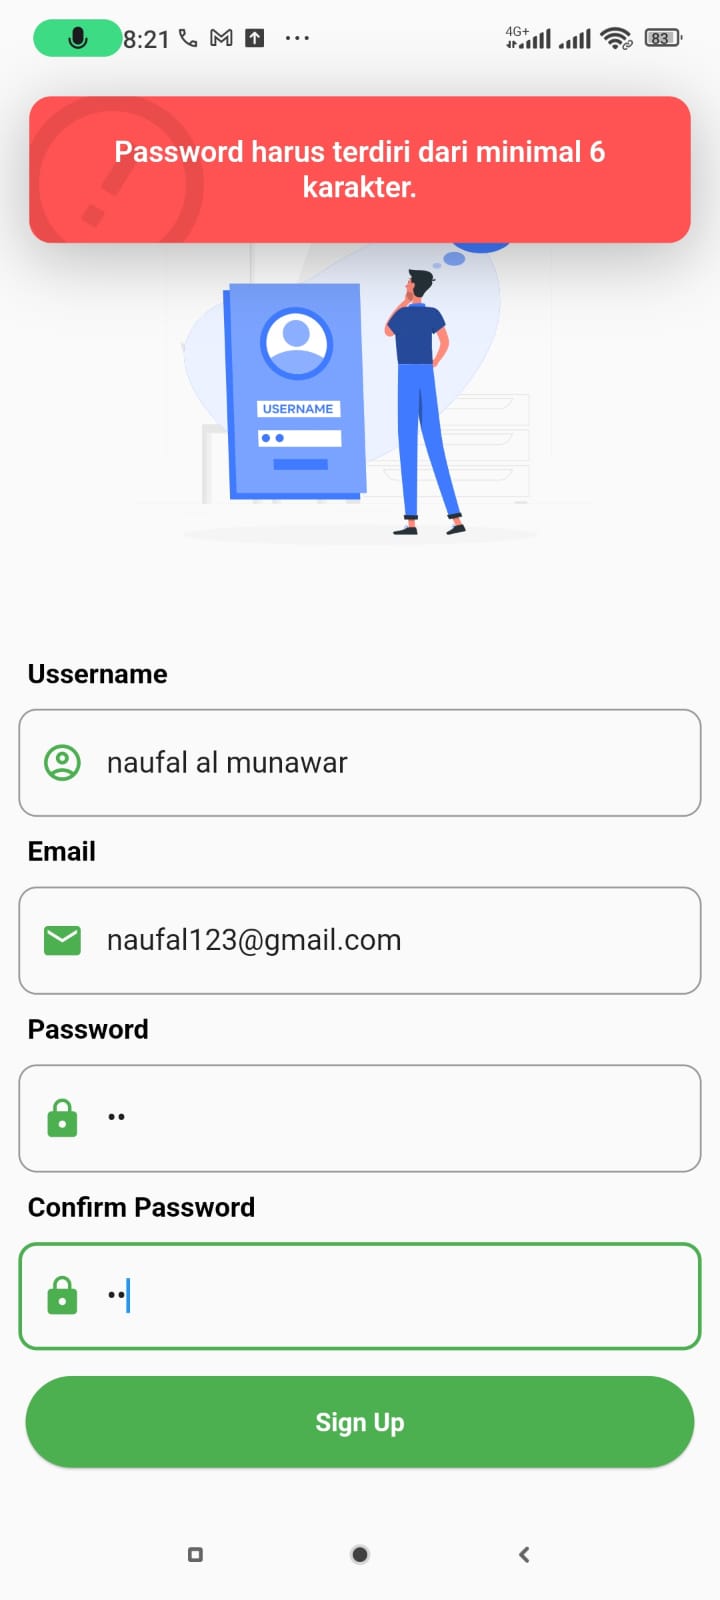 8:21
4G+
83
Password harus terdiri dari minimal 6
karakter.
USERNAME
Ussername
naufal al munawar
Email
naufal123@gmail.com
Password
••
Confirm Password
••
Sign Up